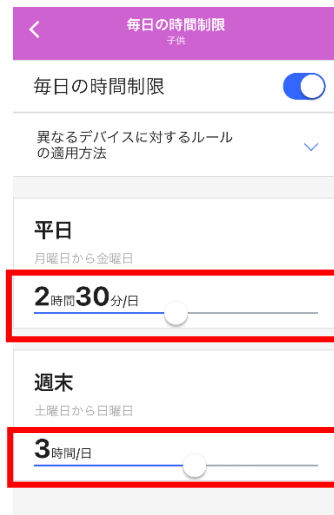 毎日の時間制限
子供
毎日の時間制限
異なるデバイスに対するルール
の適用方法
平日
月曜日から金曜日
2時間30分/日
週末
土曜日から日曜日
3時間/日